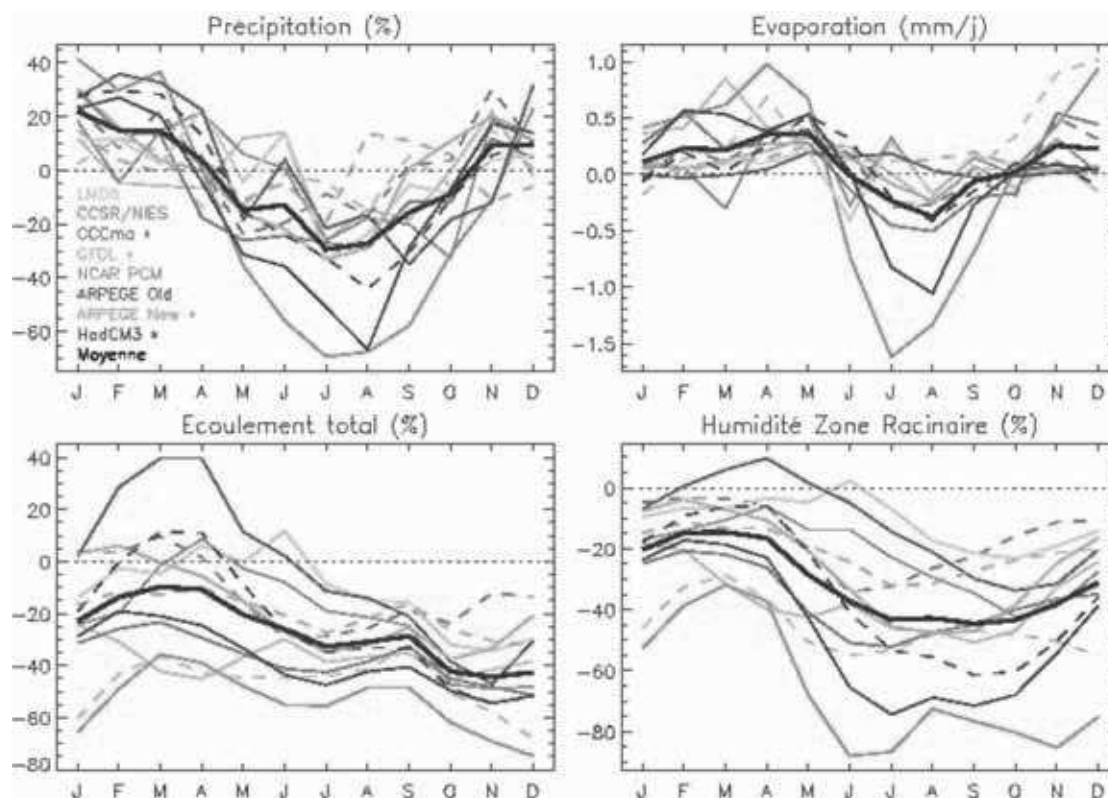 Précipitation (%)
40
20
0
-20
-40
-60
LMD0
CCSR/NIES
CCCma *
GFDL *
NCAR PCM
ARPEGE Old
ARPEGE New *
HadCM3 *
Moyenne
J F M A M J J A S O N D
Evaporation (mm/j)
1.0
0.5
0.0
-0.5
-1.0
-1.5
J F M A M J J A S O N D
Ecoulement total (%)
40
20
0
-20
-40
-60
-80
J F M A M J J A S O N D
Humidité Zone Racinaire (%)
0
-20
-40
-60
-80
J F M A M J J A S O N D